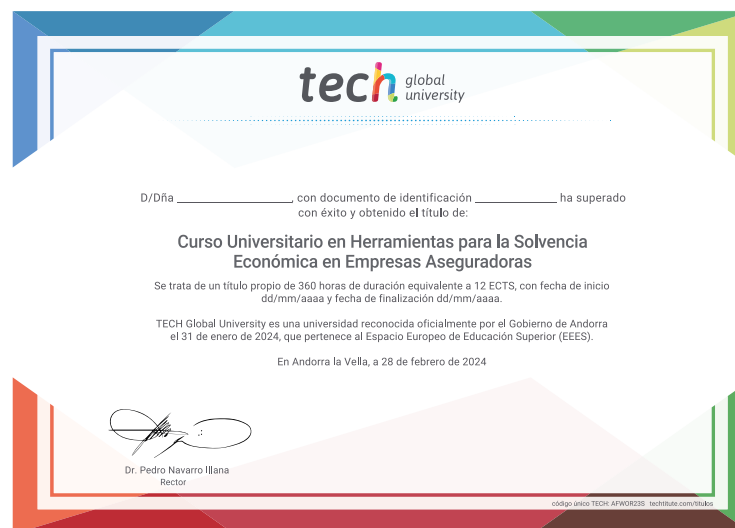 tech global
university
D/Dña ____________, con documento de identificación ____________ ha superado
con éxito y obtenido el título de:
Curso Universitario en Herramientas para la Solvencia
Económica en Empresas Aseguradoras
Se trata de un título propio de 360 horas de duración equivalente a 12 ECTS, con fecha de inicio
dd/mm/aaaa y fecha de finalización dd/mm/aaaa.
TECH Global University es una universidad reconocida oficialmente por el Gobierno de Andorra
el 31 de enero de 2024, que pertenece al Espacio Europeo de Educación Superior (EEES).
En Andorra la Vella, a 28 de febrero de 2024
Dr. Pedro Navarro Illana
Rector
código único TECH: AFWOR23S techtitute.com/titulos